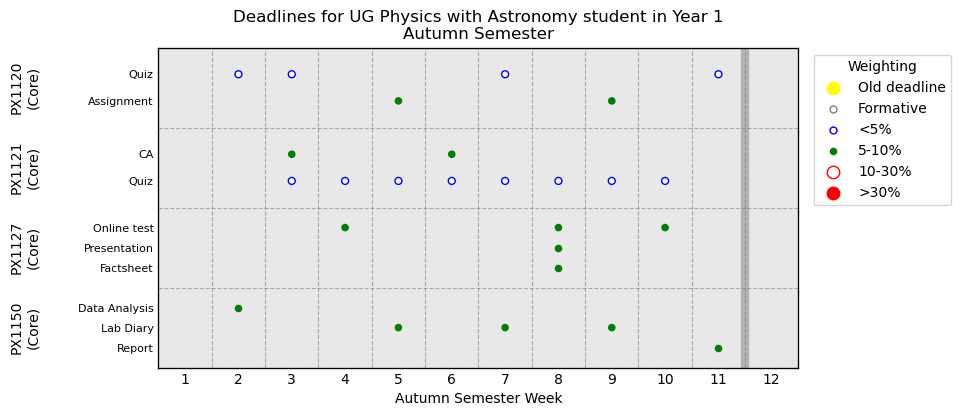 Deadlines for UG Physics with Astronomy student in Year 1
Autumn Semester
PX1120
(Core)
Quiz
Assignment
PX1121
(Core)
CA
Quiz
PX1127
(Core)
Online test
Presentation
Factsheet
PX1150
(Core)
Data Analysis
Lab Diary
Report
1 2 3 4 5 6 7 8 9 10 11 12
Autumn Semester Week
Weighting
Old deadline
Formative
<5%
5-10%
10-30%
>30%